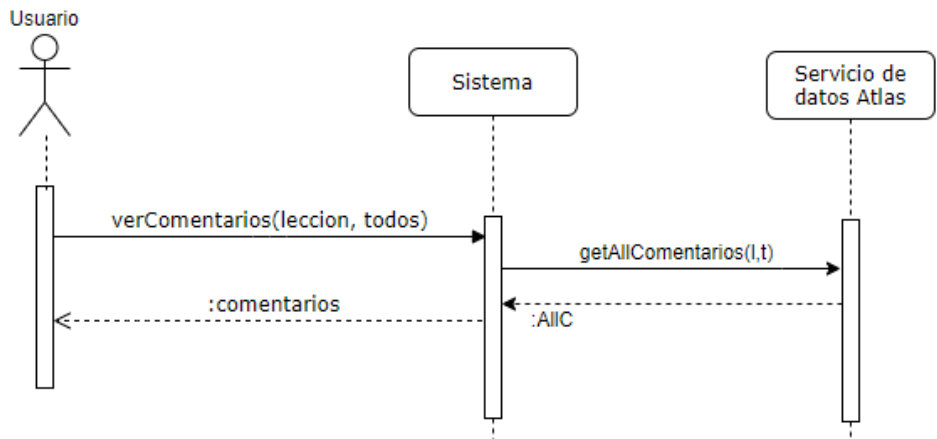 Usuario
Sistema
Servicio de
datos Atlas
verComentarios(leccion, todos)
getAllComentarios(l,t)
:comentarios
:AllC